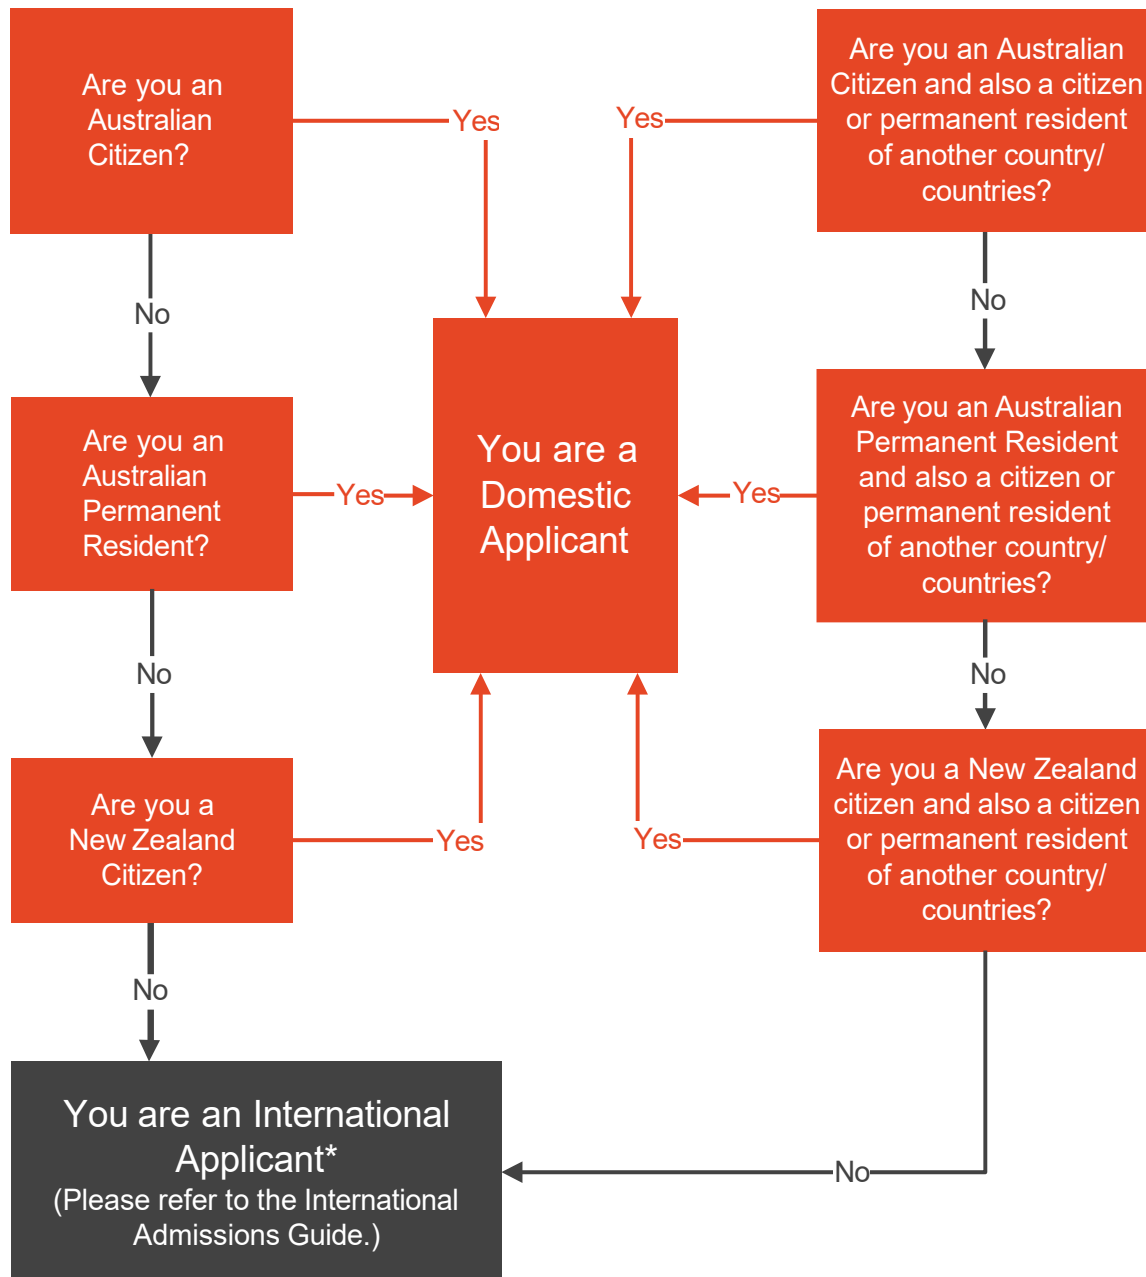 Are you an
Australian
Citizen?
Yes
No
Are you an
Australian
Permanent
Resident?
Yes
No
Are you a
New Zealand
Citizen?
Yes
No
You are an International
Applicant*
(Please refer to the International
Admissions Guide.)
You are a
Domestic
Applicant
Are you an Australian
Citizen and also a citizen
or permanent resident
of another country/
countries?
Yes
No
Are you an Australian
Permanent Resident
and also a citizen or
permanent resident
of another country/
countries?
Yes
No
Are you a New Zealand
citizen and also a citizen
or permanent resident
of another country/
countries?
Yes
No